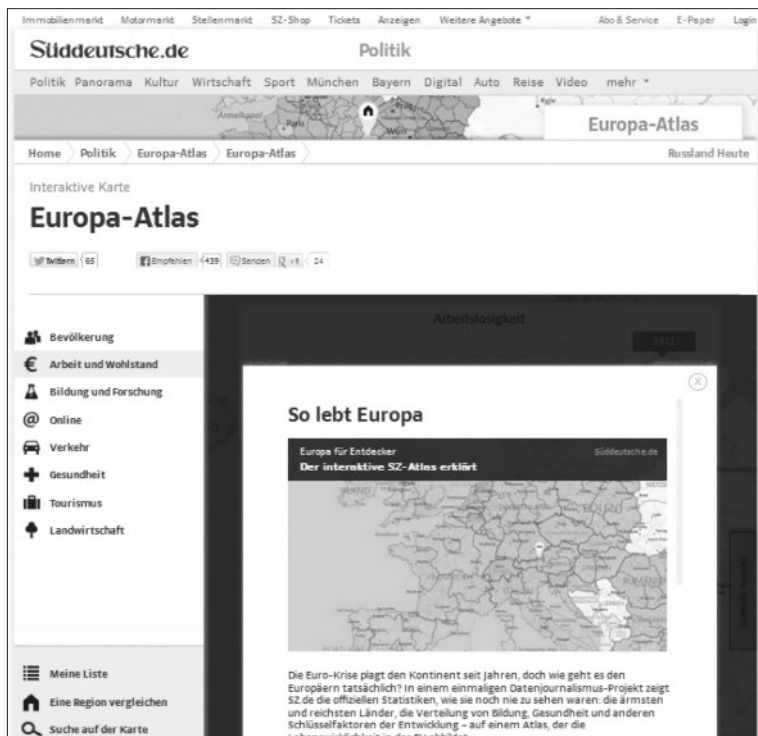 Immobilienmarkt Motormarkt Stellenmarkt SZ-Shop Tickets Anzeigen Weitere Angebote Abo & Service E-Paper Login
Süddeutsche.de Politik
Politik Panorama Kultur Wirtschaft Sport München Bayern Digital Auto Reise Video mehr
Ärmelkanal Paris Prag Wien Kyjiw
Europa-Atlas
Home Politik Europa-Atlas Europa-Atlas Russland Heute
Interaktive Karte
Europa-Atlas
Twittern 65 Empfehlen 439 Senden +1 24
Arbeitslosigkeit
2011
Bevölkerung
Arbeit und Wohlstand
Bildung und Forschung
Online
Verkehr
Gesundheit
Tourismus
Landwirtschaft
Meine Liste
Eine Region vergleichen
Suche auf der Karte
So lebt Europa
Europa für Entdecker Süddeutsche.de
Der interaktive SZ-Atlas erklärt
Die Euro-Krise plagt den Kontinent seit Jahren, doch wie geht es den
Europäern tatsächlich? In einem einmaligen Datenjournalismus-Projekt zeigt
SZ.de die offiziellen Statistiken, wie sie noch nie zu sehen waren: die ärmsten
und reichsten Länder, die Verteilung von Bildung, Gesundheit und anderen
Schlüsselfaktoren der Entwicklung – auf einem Atlas, der die